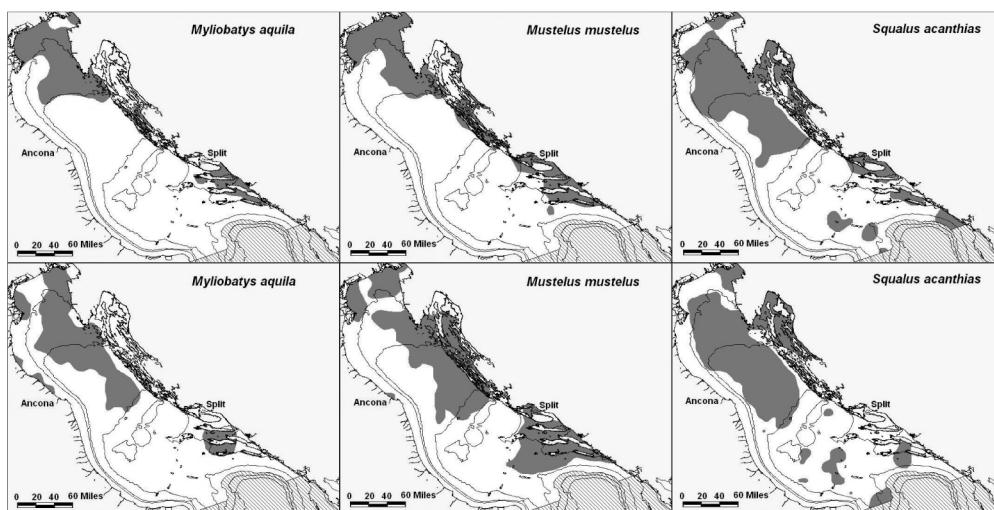 Myliobatys aquila
Split
Ancona
0 20 40 60 Miles
Mustelus mustelus
Split
Ancona
0 20 40 60 Miles
Squalus acanthias
Split
Ancona
0 20 40 60 Miles
Myliobatys aquila
Split
Ancona
0 20 40 60 Miles
Mustelus mustelus
Split
Ancona
0 20 40 60 Miles
Squalus acanthias
Split
Ancona
0 20 40 60 Miles